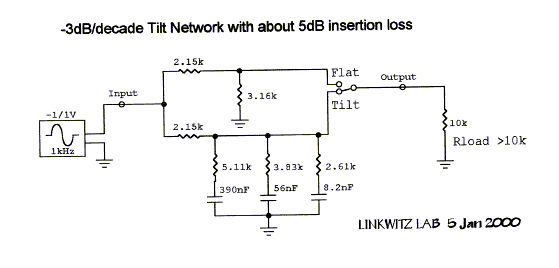 -3dB/decade Tilt Network with about 5dB insertion loss
2.15k
Flat
Output
Input
3.16k
Tilt
-1/1V
2.15k
10k
1kHz
Rload >10k
5.11k
3.83k
2.61k
390nF
56nF
8.2nF
LINKWITZ LAB 5 Jan 2000